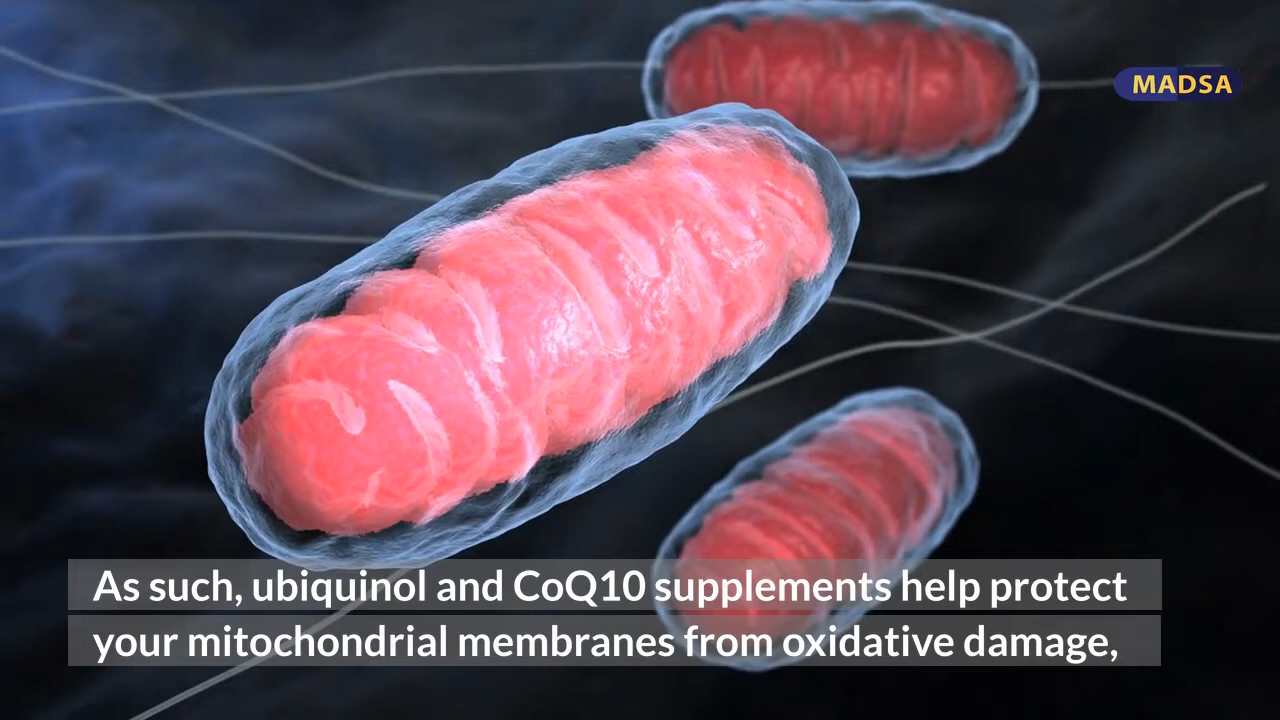 MADSA
As such, ubiquinol and CoQ10 supplements help protect
your mitochondrial membranes from oxidative damage,